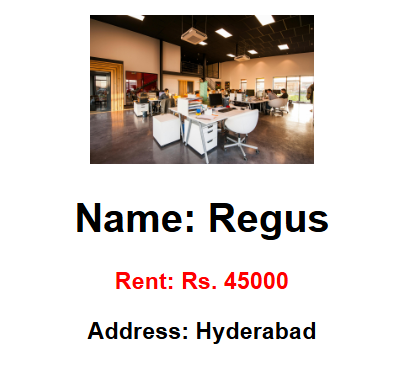 Name: Regus
Rent: Rs. 45000
Address: Hyderabad